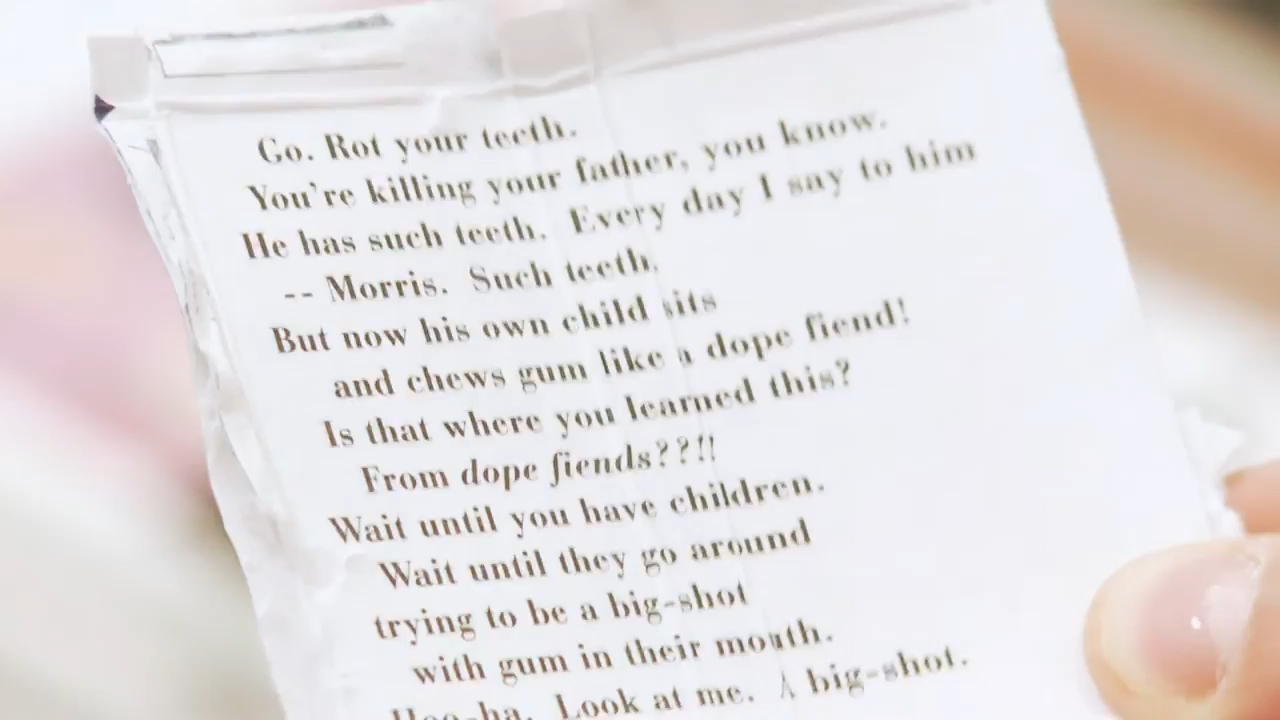 Go. Rot your teeth.
You're killing your father, you know.
He has such teeth. Every day I say to him
-- Morris. Such teeth.
But now his own child sits
and chews gum like a dope fiend!
Is that where you learned this?
From dope fiends??!!
Wait until you have children.
Wait until they go around
trying to be a big-shot
with gum in their mouth.
Hoo-ha. Look at me. A big-shot.